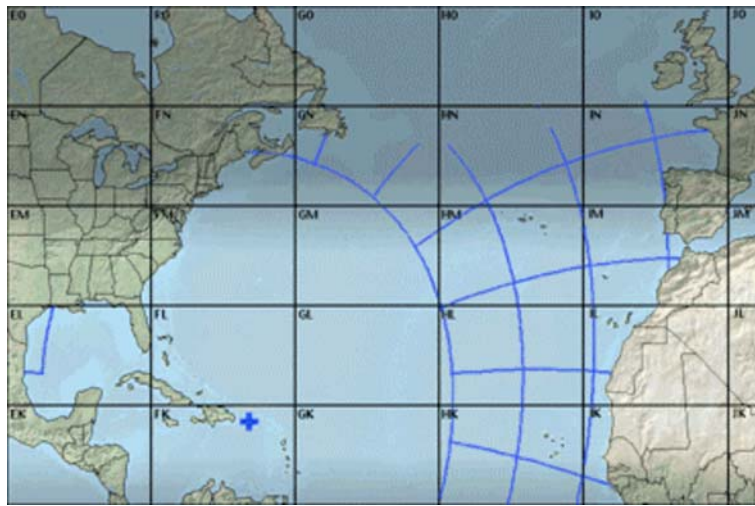 EO FO GO HO IO JO
EN FN GN HN IN JN
EM FM GM HM IM JM
EL FL GL HL IL JL
EK FK GK HK IK JK